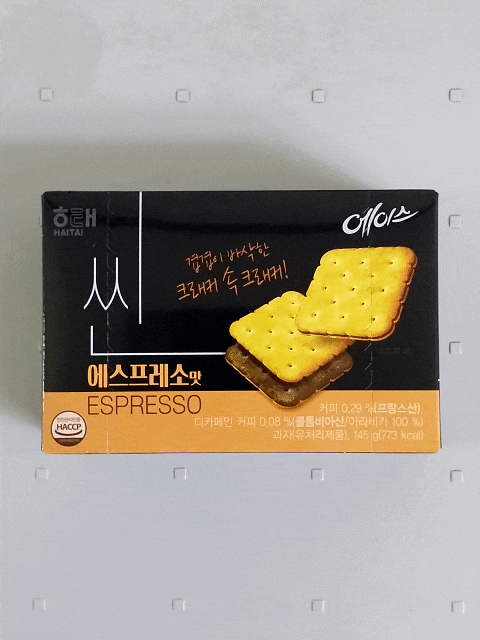 해태
HAITAI
에이스
겹겹이 바삭한
크래커 속 크래커!
씬
에스프레소맛
ESPRESSO
커피 0.29 %(프랑스산),
디카페인 커피 0.08 %(콜롬비아산/아라비카 100 %)
과자(유처리제품), 145 g(773 kcal)
HACCP